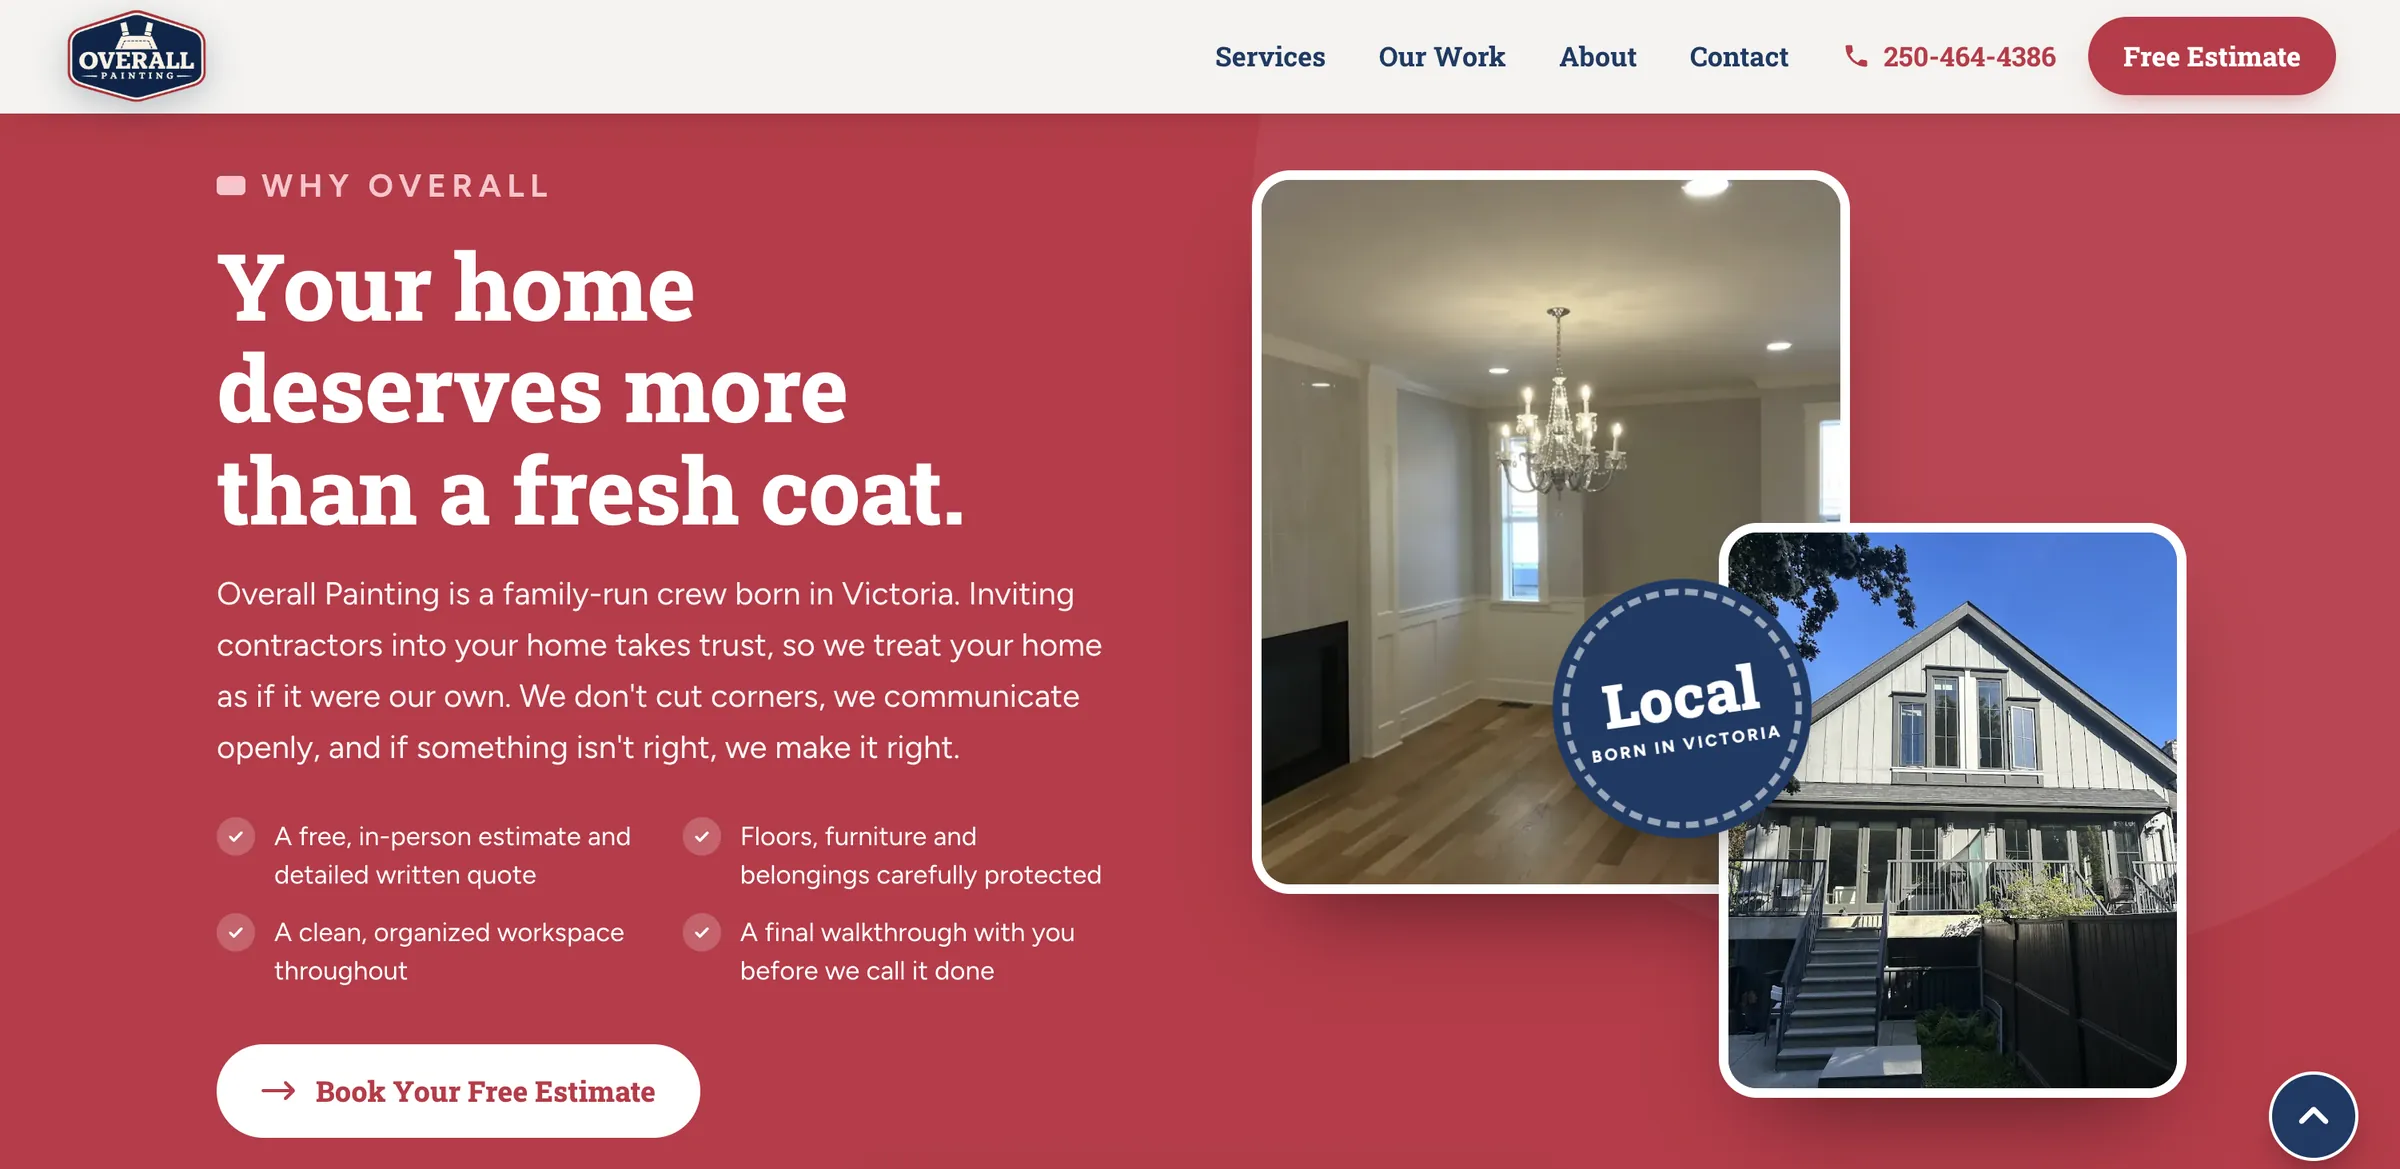 OVERALL
PAINTING
Services
Our Work
About
Contact
250-464-4386
Free Estimate
WHY OVERALL
Your home
deserves more
than a fresh coat.
Overall Painting is a family-run crew born in Victoria. Inviting
contractors into your home takes trust, so we treat your home
as if it were our own. We don't cut corners, we communicate
openly, and if something isn't right, we make it right.
A free, in-person estimate and
detailed written quote
Floors, furniture and
belongings carefully protected
A clean, organized workspace
throughout
A final walkthrough with you
before we call it done
Book Your Free Estimate
Local
BORN IN VICTORIA